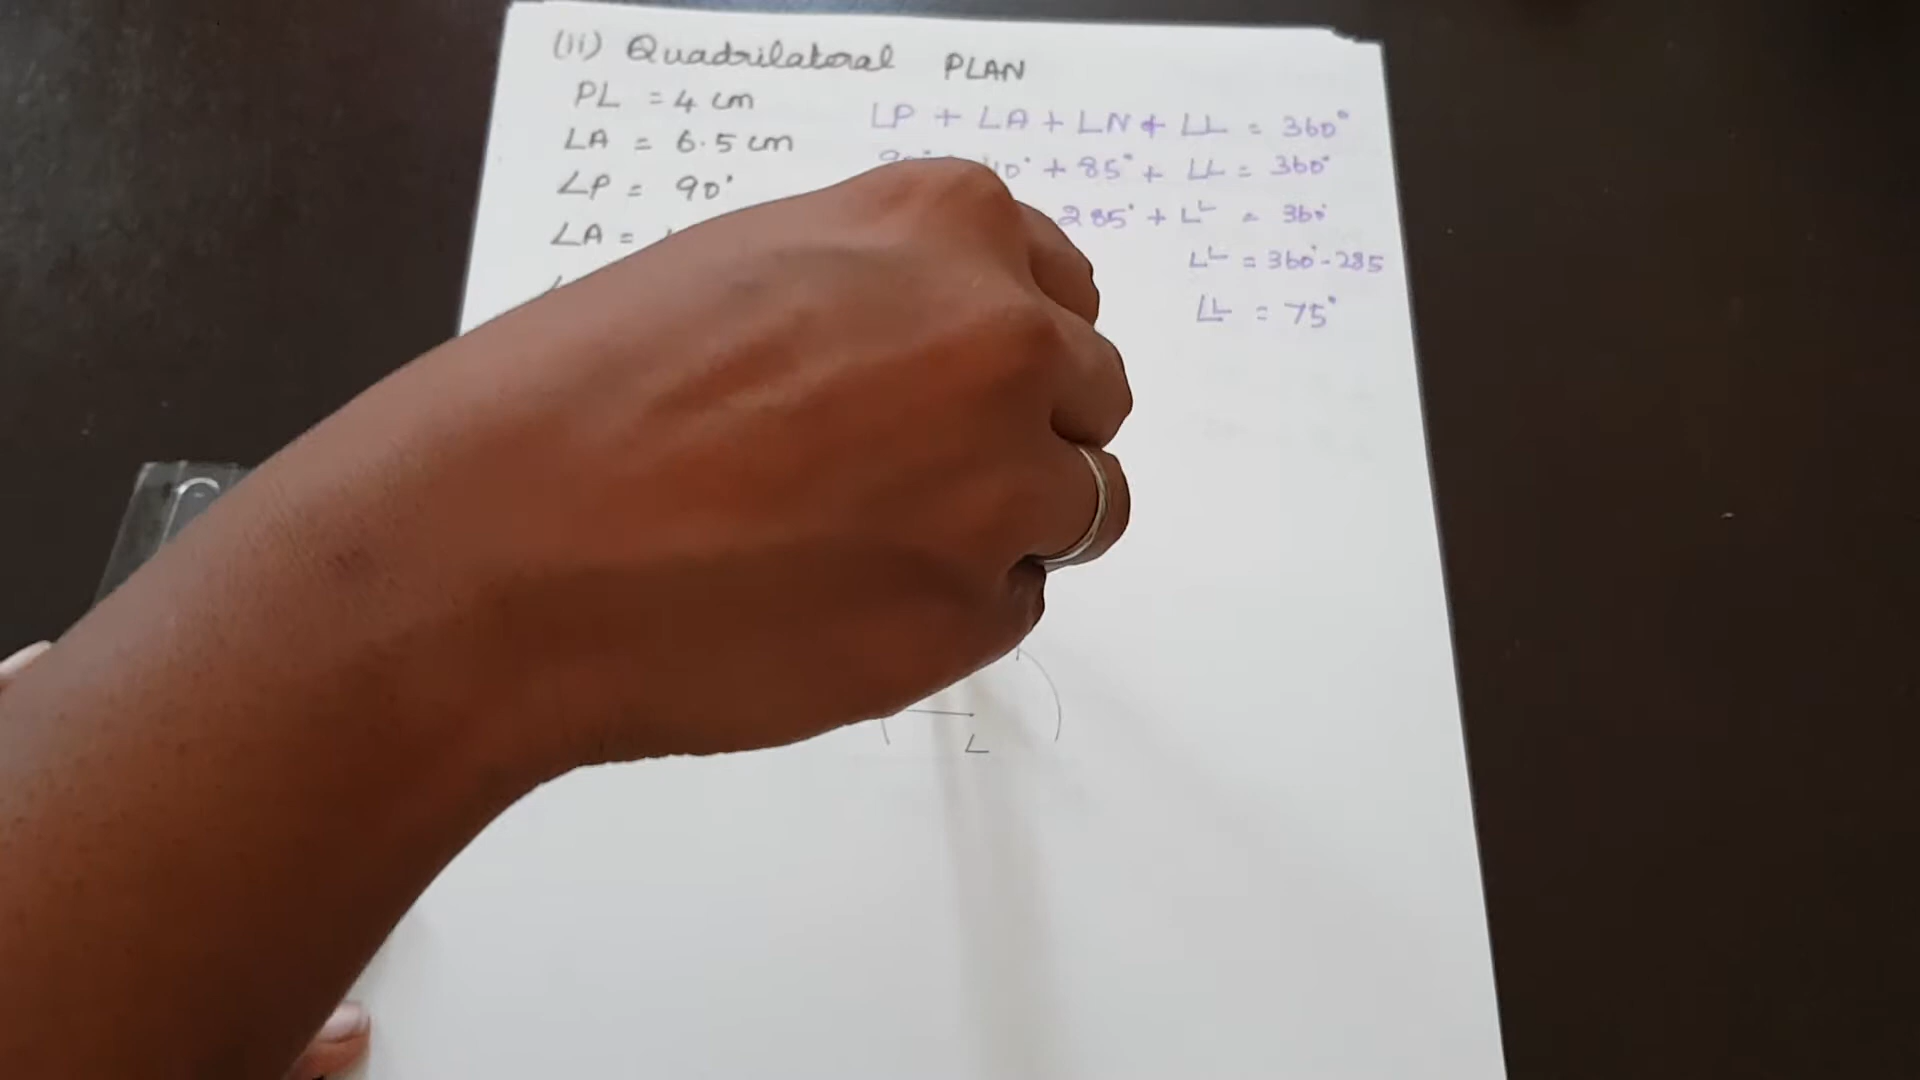 (ii) Quadrilateral PLAN
PL = 4 cm
LA = 6.5 cm
∠P = 90°
∠A =
∠P + ∠A + ∠N + ∠L = 360°
+ 85° + ∠L = 360°
285° + ∠L = 360°
∠L = 360° - 285
∠L = 75°
L